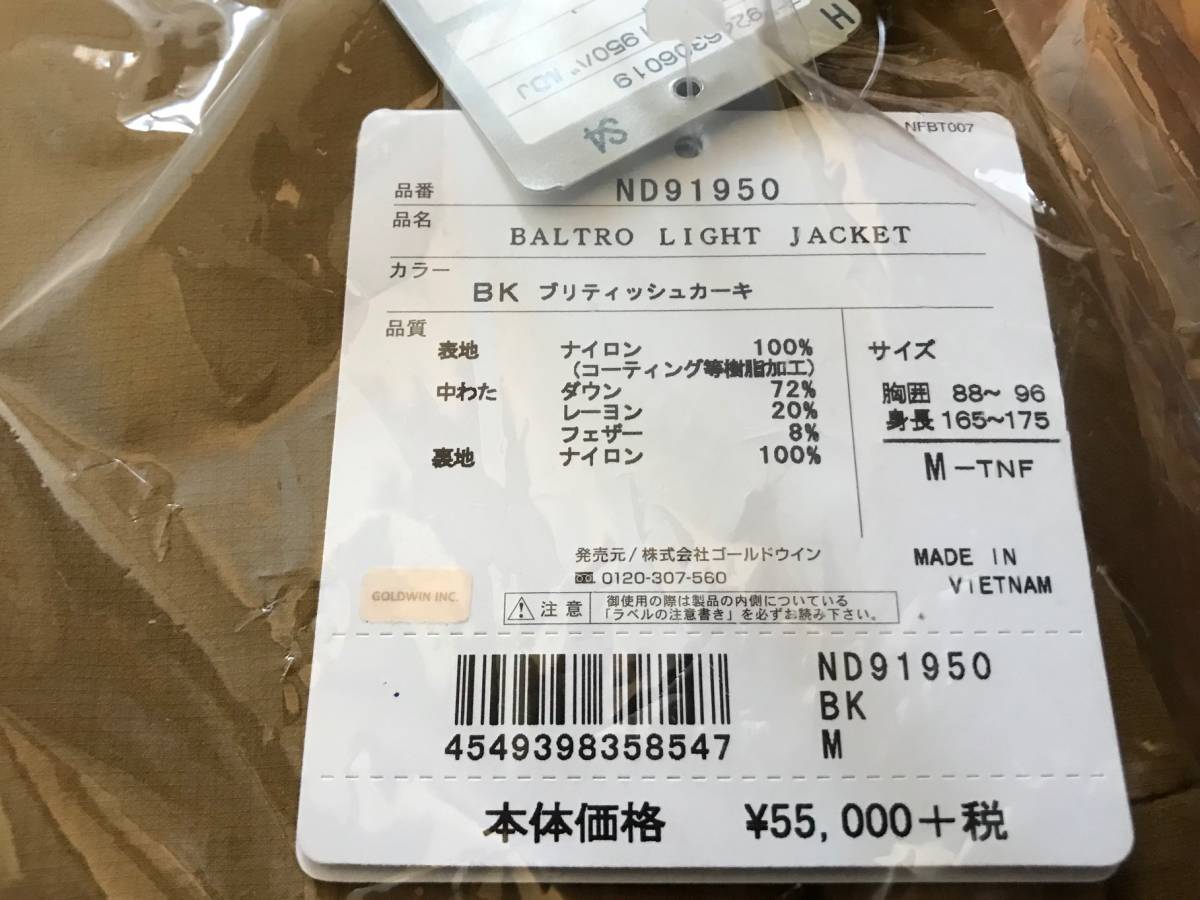 H
S4
NFBT007
品番 ND91950
品名
BALTRO LIGHT JACKET
カラー
BK ブリティッシュカーキ
品質
表地 ナイロン 100%
(コーティング等樹脂加工)
中わた ダウン 72%
レーヨン 20%
フェザー 8%
裏地 ナイロン 100%
サイズ
胸囲 88~ 96
身長 165~175
M-TNF
発売元/株式会社ゴールドウイン
0120-307-560
MADE IN
VIETNAM
GOLDWIN INC.
注意
御使用の際は製品の内側についている
「ラベルの注意書き」を必ずお読み下さい。
ND91950
BK
M
4549398358547
本体価格 ¥55,000+税